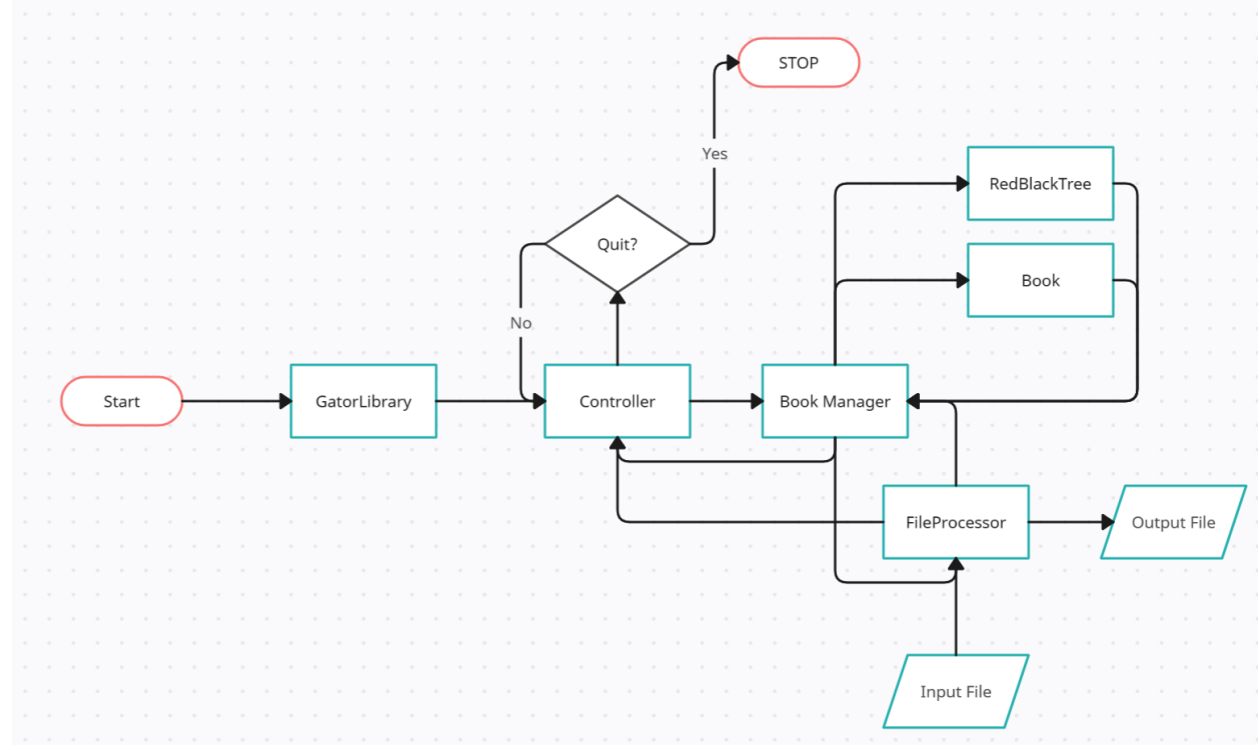 STOP
Yes
RedBlackTree
Quit?
Book
No
Start
GatorLibrary
Controller
Book Manager
FileProcessor
Output File
Input File